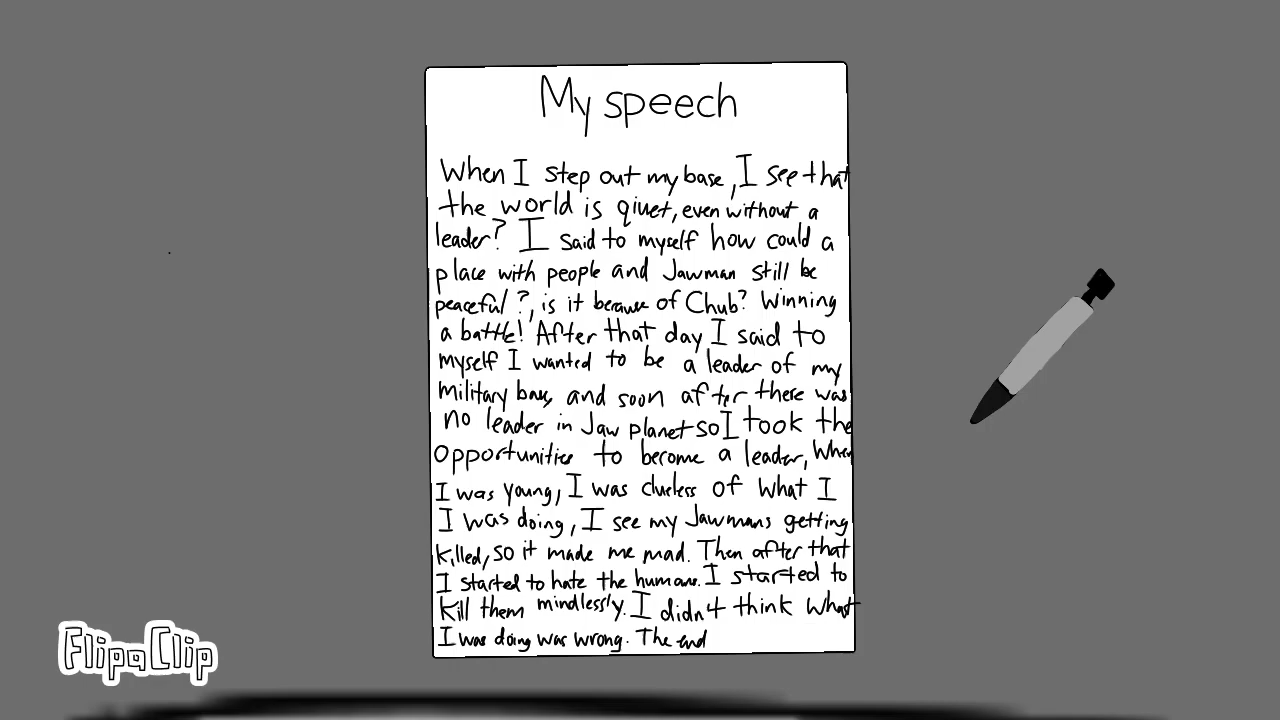 My speech
When I step out my base, I see that
the world is qiuet, even without a
leader? I said to myself how could a
place with people and Jawman still be
peaceful?, is it because of Chub? Winning
a battle! After that day I said to
myself I wanted to be a leader of my
military base, and soon after there was
no leader in Jaw planet so I took the
opportunities to become a leader, When
I was young, I was clueless of what I
I was doing, I see my Jawmans getting
killed, so it made me mad. Then after that
I started to hate the humans. I started to
kill them mindlessly. I didn't think what
I was doing was wrong. The end
FlipaClip